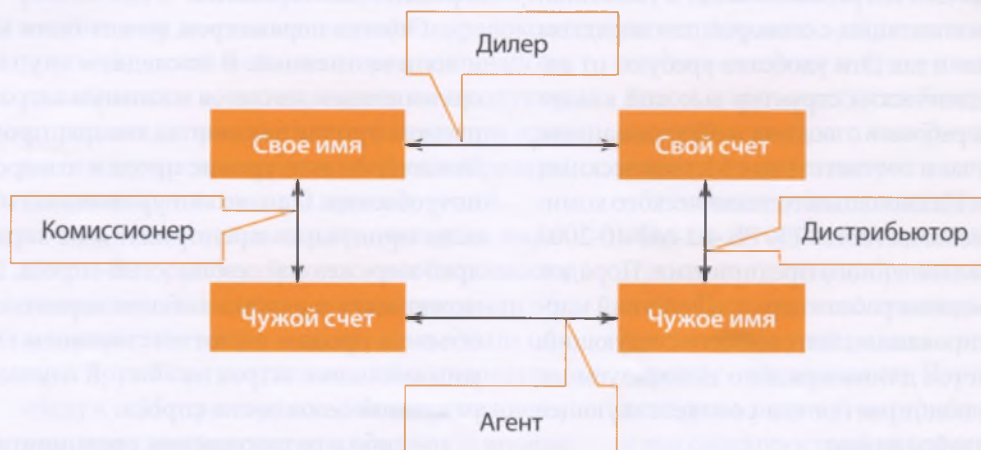 Дилер
Свое имя
Свой счет
Комиссионер
Дистрибьютор
Чужой счет
Чужое имя
Агент